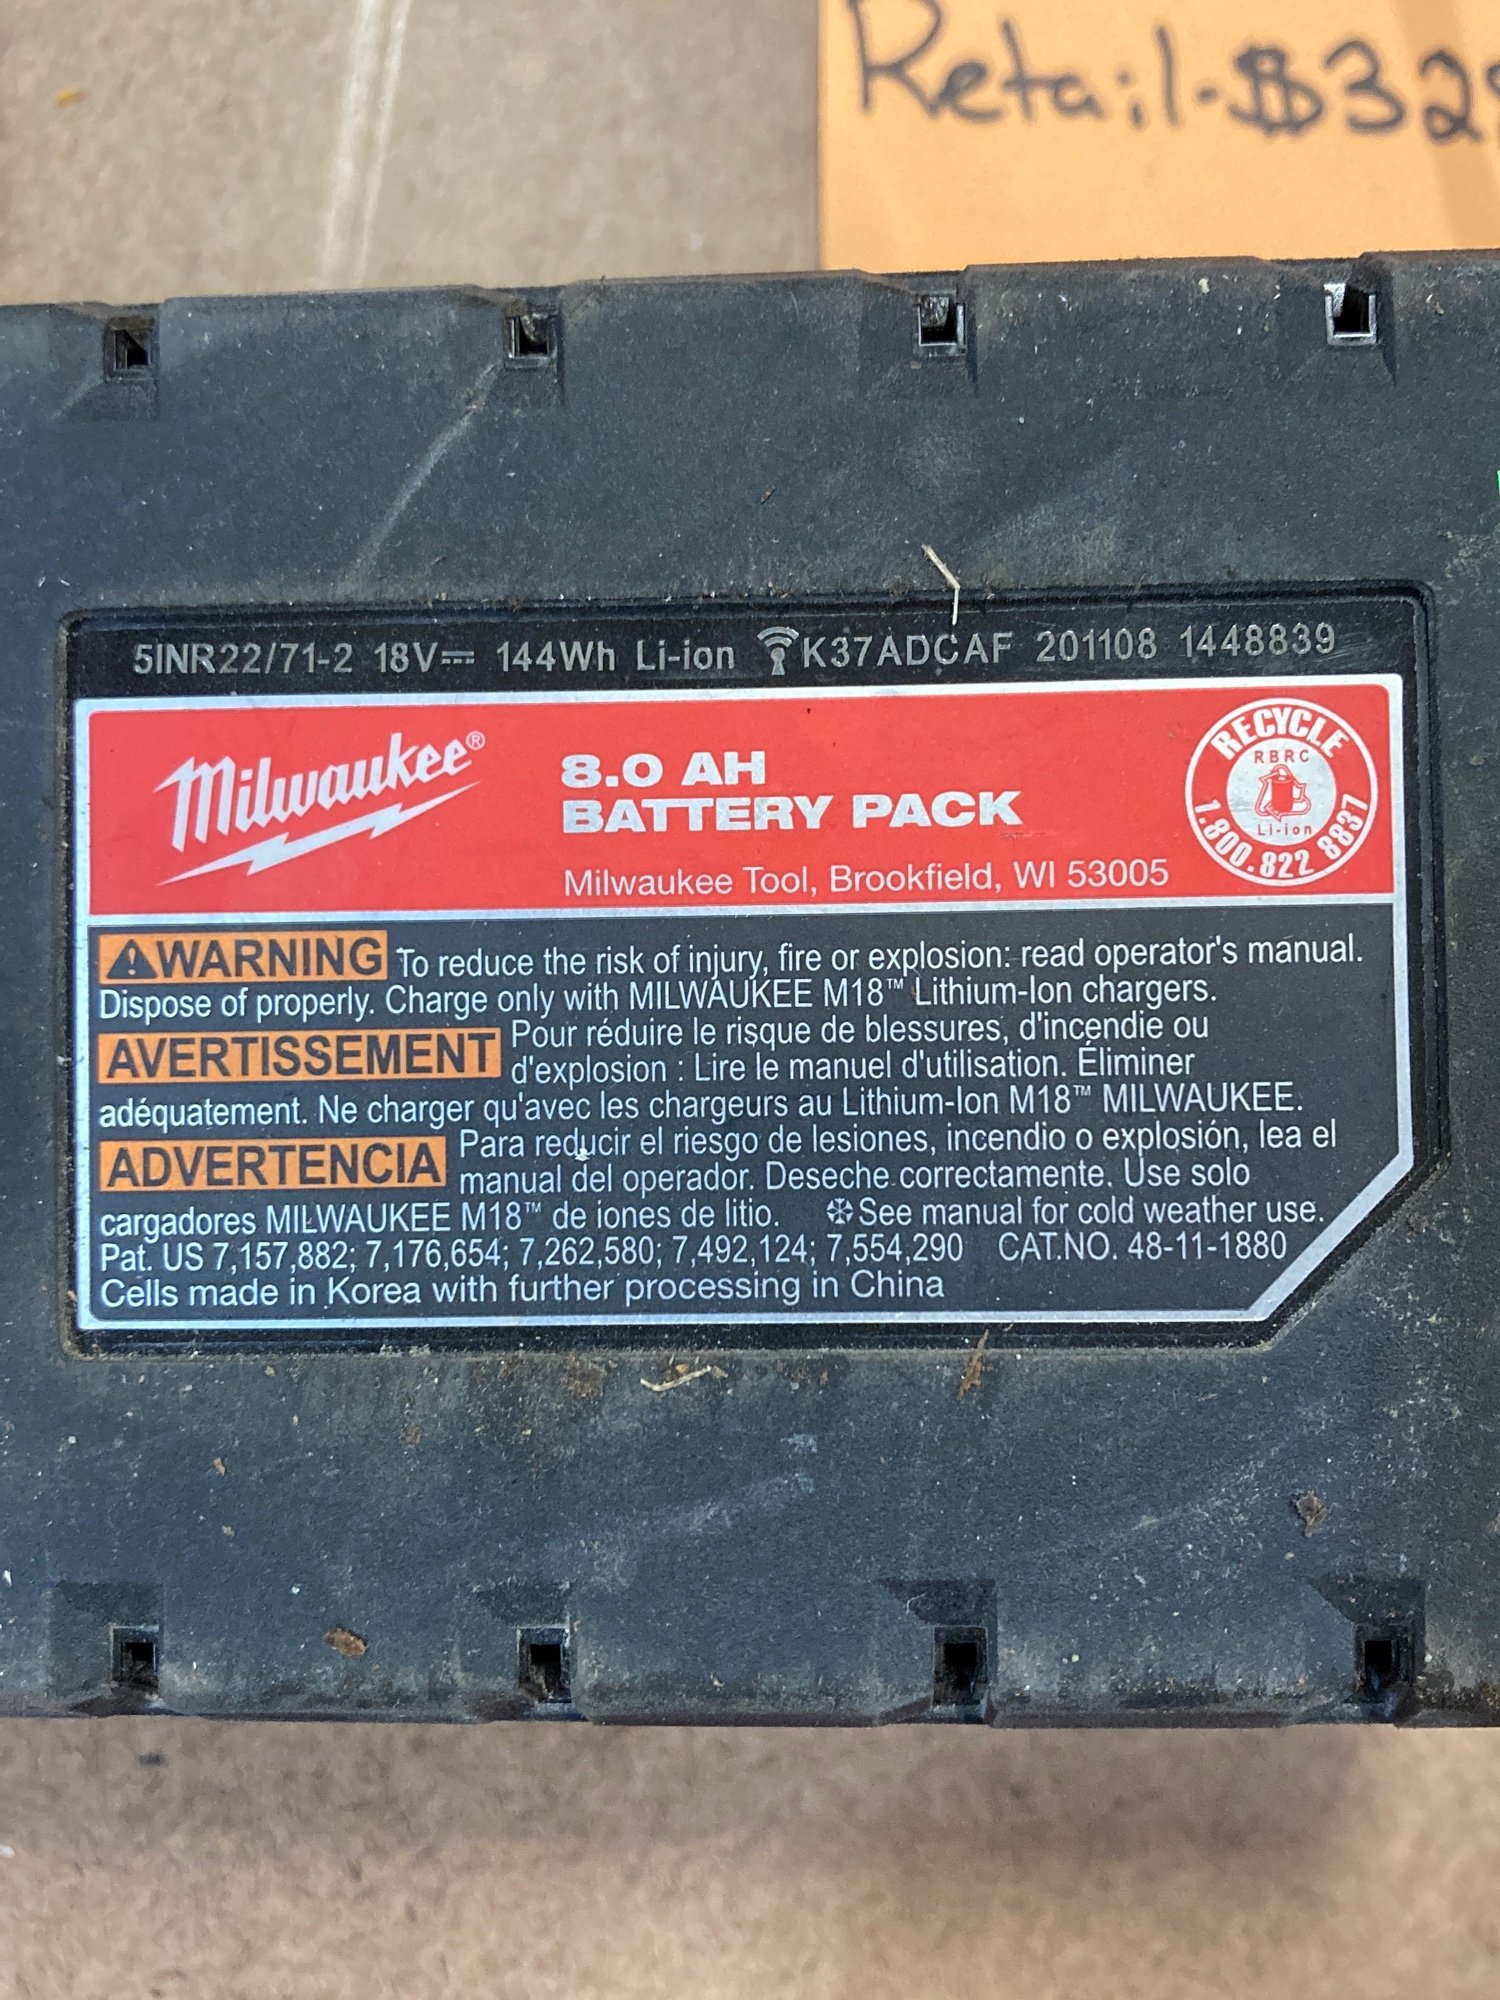 Retail-$32
5INR22/71-2 18V⎓ 144Wh Li-ion K37ADCAF 201108 1448839
Milwaukee®
8.0 AH
BATTERY PACK
Milwaukee Tool, Brookfield, WI 53005
RECYCLE
RBRC
Li-ion
1.800.822 8837
⚠WARNING To reduce the risk of injury, fire or explosion: read operator's manual.
Dispose of properly. Charge only with MILWAUKEE M18™ Lithium-Ion chargers.
AVERTISSEMENT Pour réduire le risque de blessures, d'incendie ou
d'explosion : Lire le manuel d'utilisation. Éliminer
adéquatement. Ne charger qu'avec les chargeurs au Lithium-Ion M18™ MILWAUKEE.
ADVERTENCIA Para reducir el riesgo de lesiones, incendio o explosión, lea el
manual del operador. Deseche correctamente. Use solo
cargadores MILWAUKEE M18™ de iones de litio. ❄See manual for cold weather use.
Pat. US 7,157,882; 7,176,654; 7,262,580; 7,492,124; 7,554,290 CAT.NO. 48-11-1880
Cells made in Korea with further processing in China